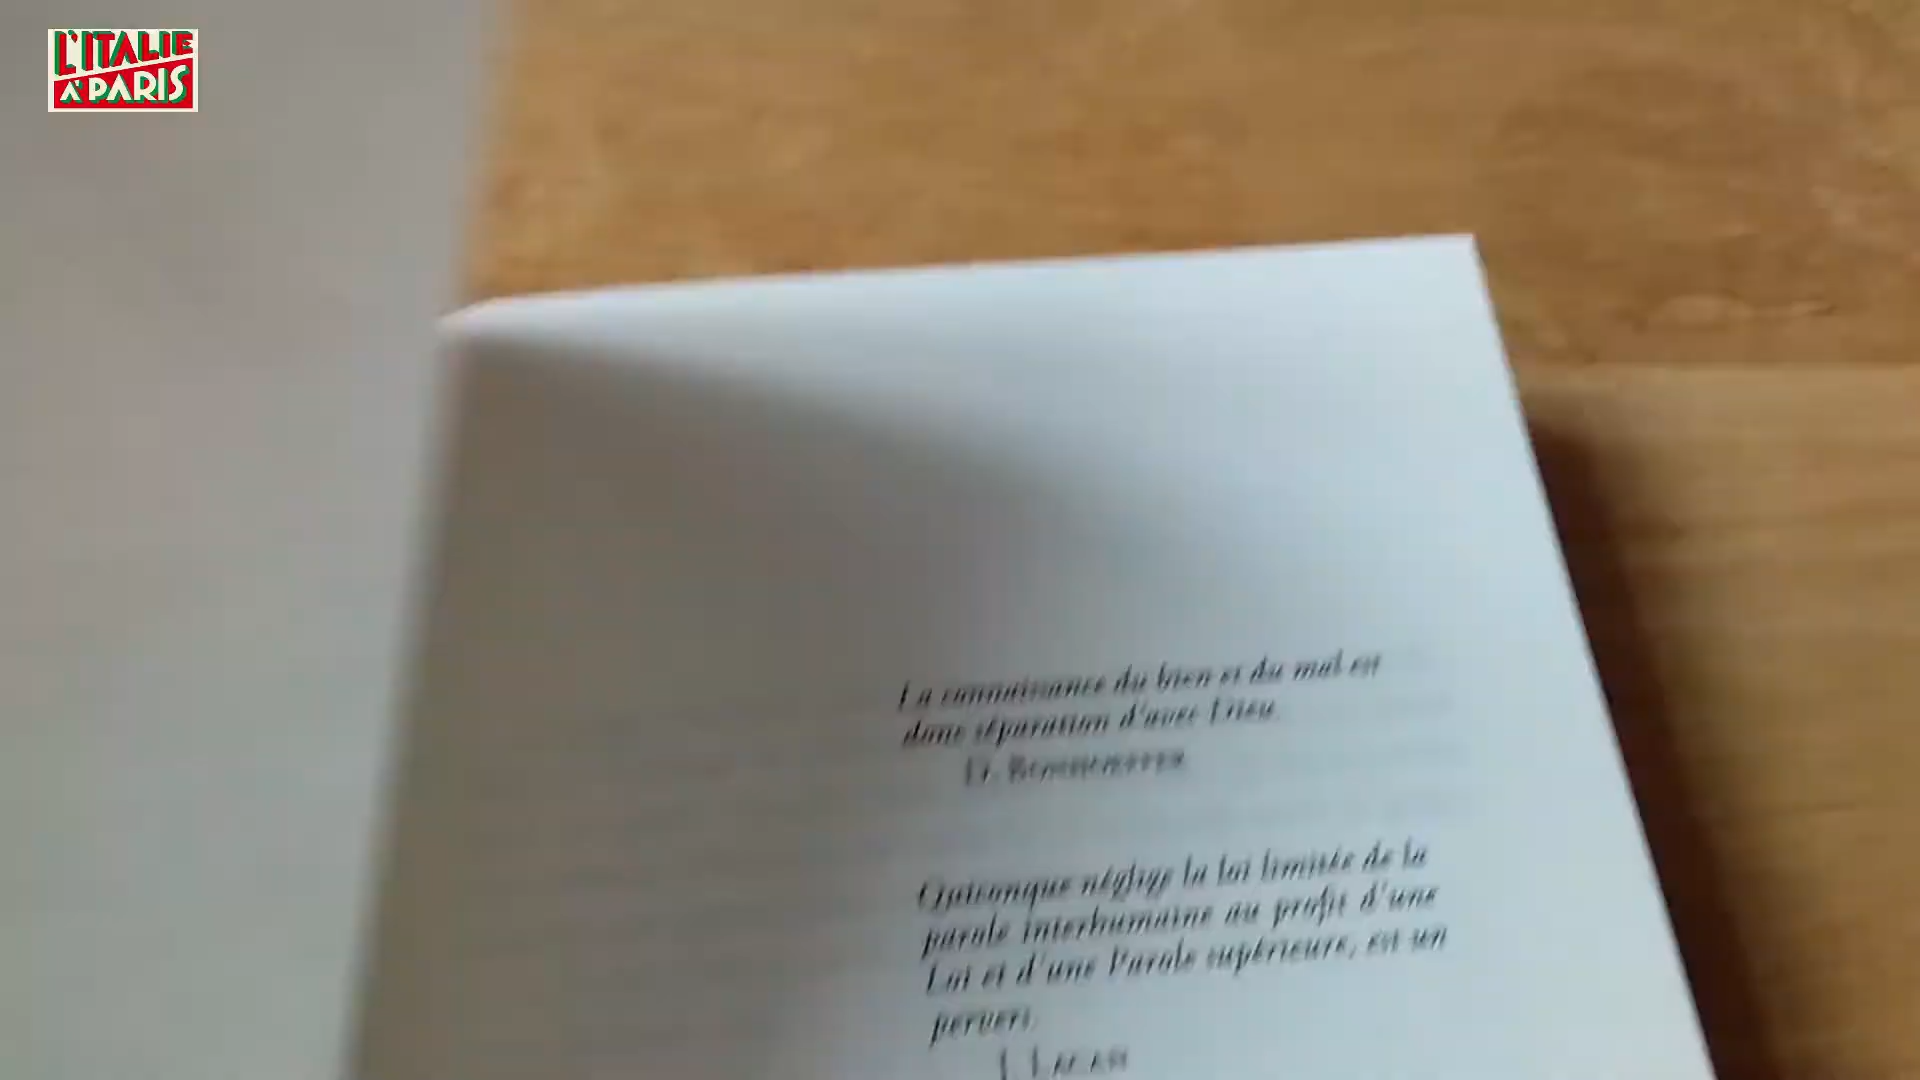 L'ITALIE
À PARIS
La connaissance du bien et du mal est
donc séparation d'avec Dieu.
D. BONHOEFFER
Quiconque néglige la loi limitée de la
parole interhumaine au profit d'une
Loi et d'une Parole supérieure, est un
pervers.
J. LACAN